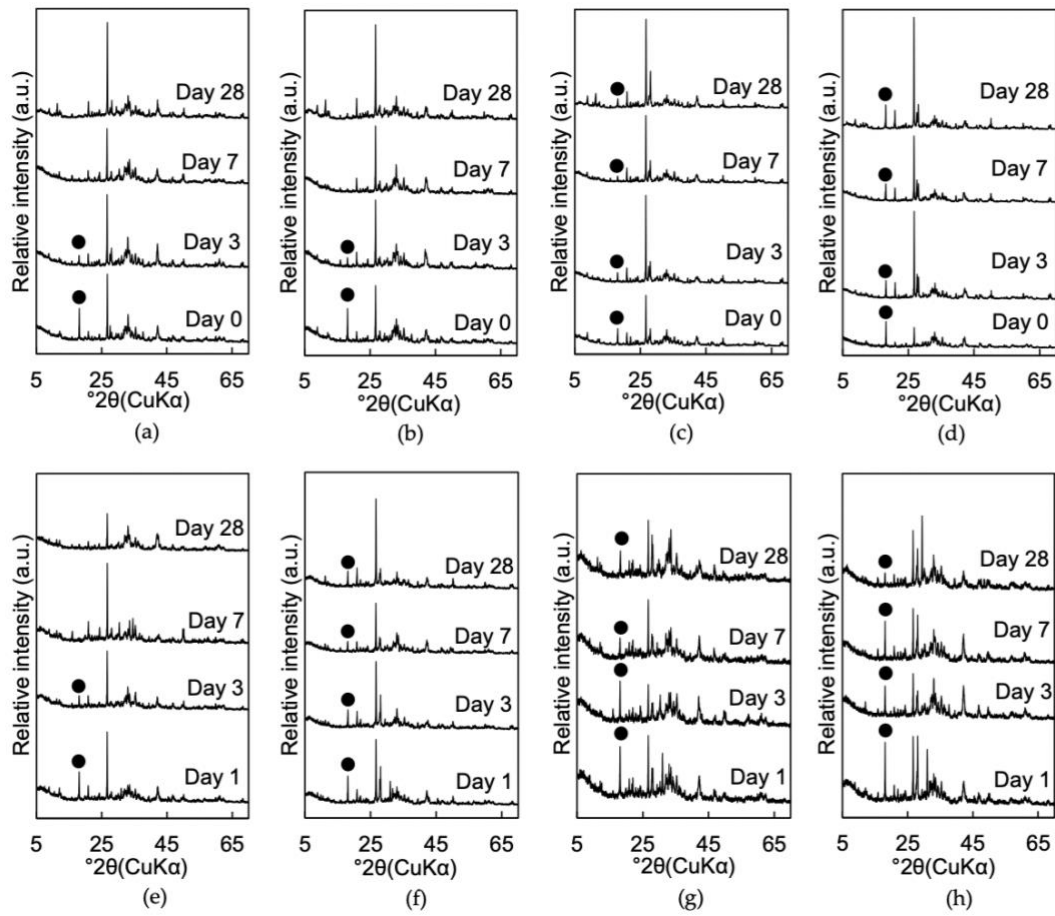 Relative intensity (a.u.)
Day 28
Day 7
Day 3
Day 0
5 25 45 65
°2θ(CuKα)
(a)
Relative intensity (a.u.)
Day 28
Day 7
Day 3
Day 0
5 25 45 65
°2θ(CuKα)
(b)
Relative intensity (a.u.)
Day 28
Day 7
Day 3
Day 0
5 25 45 65
°2θ(CuKα)
(c)
Relative intensity (a.u.)
Day 28
Day 7
Day 3
Day 0
5 25 45 65
°2θ(CuKα)
(d)
Relative intensity (a.u.)
Day 28
Day 7
Day 3
Day 1
5 25 45 65
°2θ(CuKα)
(e)
Relative intensity (a.u.)
Day 28
Day 7
Day 3
Day 1
5 25 45 65
°2θ(CuKα)
(f)
Relative intensity (a.u.)
Day 28
Day 7
Day 3
Day 1
5 25 45 65
°2θ(CuKα)
(g)
Relative intensity (a.u.)
Day 28
Day 7
Day 3
Day 1
5 25 45 65
°2θ(CuKα)
(h)